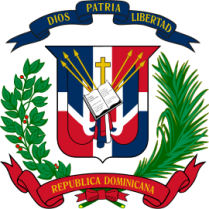 DIOS PATRIA LIBERTAD
REPUBLICA DOMINICANA